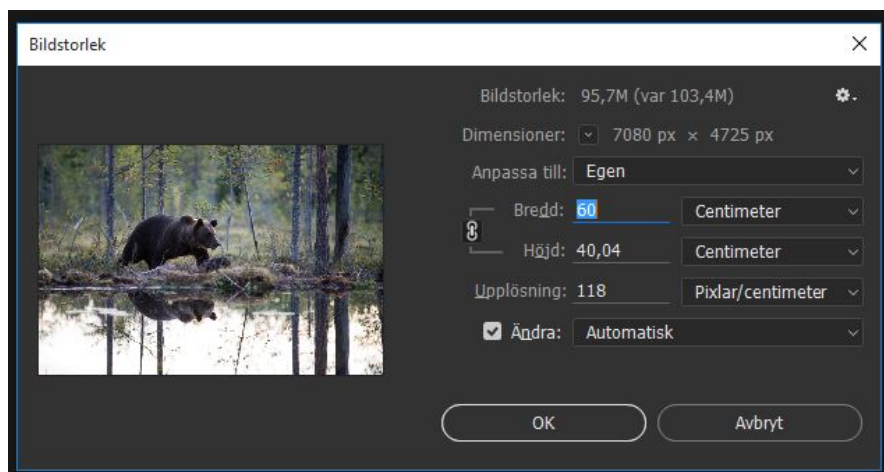 Bildstorlek
Bildstorlek: 95,7M (var 103,4M)
Dimensioner: 7080 px × 4725 px
Anpassa till: Egen
Bredd: 60 Centimeter
Höjd: 40,04 Centimeter
Upplösning: 118 Pixlar/centimeter
Ändra: Automatisk
OK Avbryt